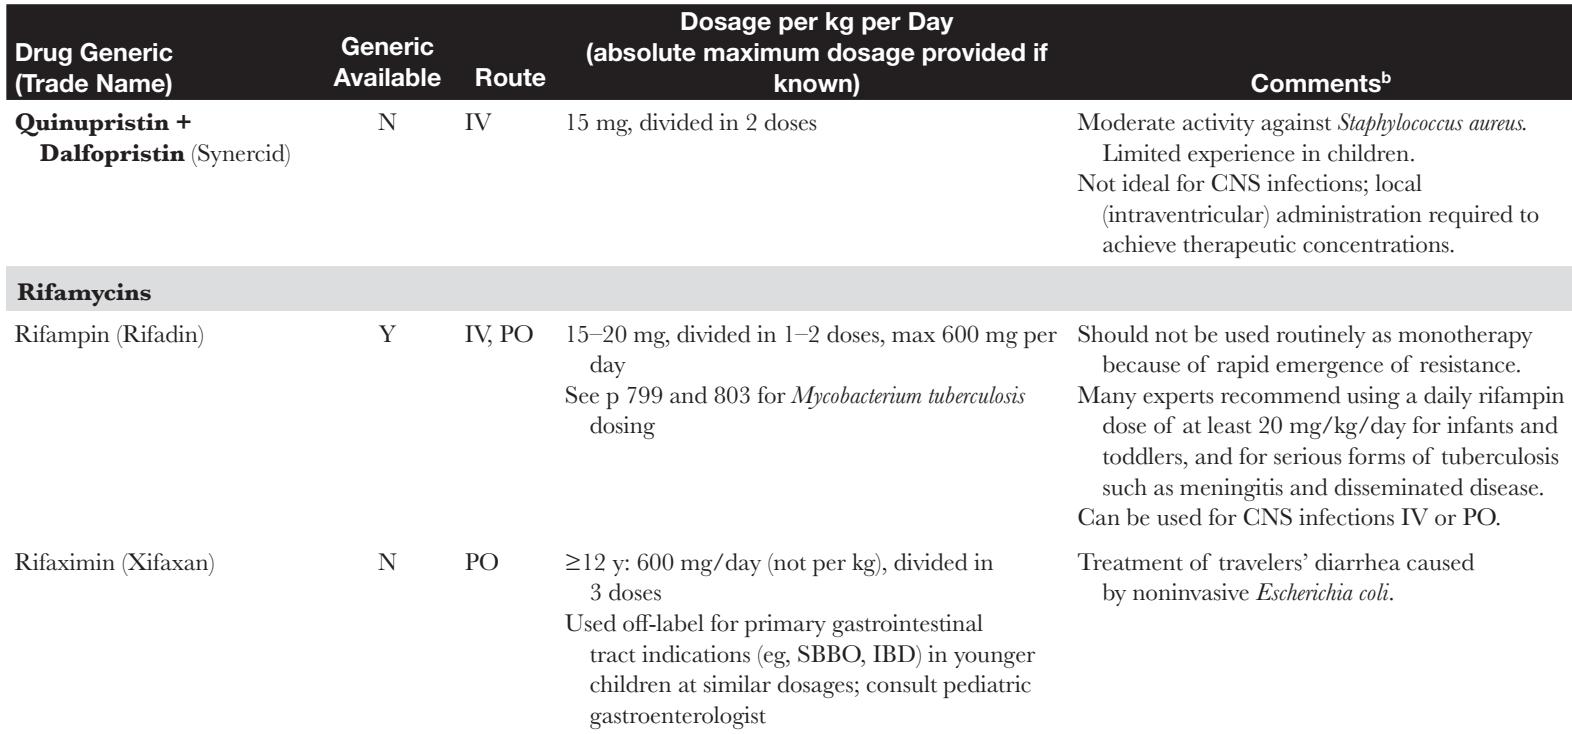 Drug Generic
(Trade Name)
Generic
Available
Route
Dosage per kg per Day
(absolute maximum dosage provided if
known)
Commentsᵇ
Quinupristin +
Dalfopristin (Synercid)
N
IV
15 mg, divided in 2 doses
Moderate activity against Staphylococcus aureus.
Limited experience in children.
Not ideal for CNS infections; local
(intraventricular) administration required to
achieve therapeutic concentrations.
Rifamycins
Rifampin (Rifadin)
Y
IV, PO
15–20 mg, divided in 1–2 doses, max 600 mg per
day
See p 799 and 803 for Mycobacterium tuberculosis
dosing
Should not be used routinely as monotherapy
because of rapid emergence of resistance.
Many experts recommend using a daily rifampin
dose of at least 20 mg/kg/day for infants and
toddlers, and for serious forms of tuberculosis
such as meningitis and disseminated disease.
Can be used for CNS infections IV or PO.
Rifaximin (Xifaxan)
N
PO
≥12 y: 600 mg/day (not per kg), divided in
3 doses
Used off-label for primary gastrointestinal
tract indications (eg, SBBO, IBD) in younger
children at similar dosages; consult pediatric
gastroenterologist
Treatment of travelers’ diarrhea caused
by noninvasive Escherichia coli.